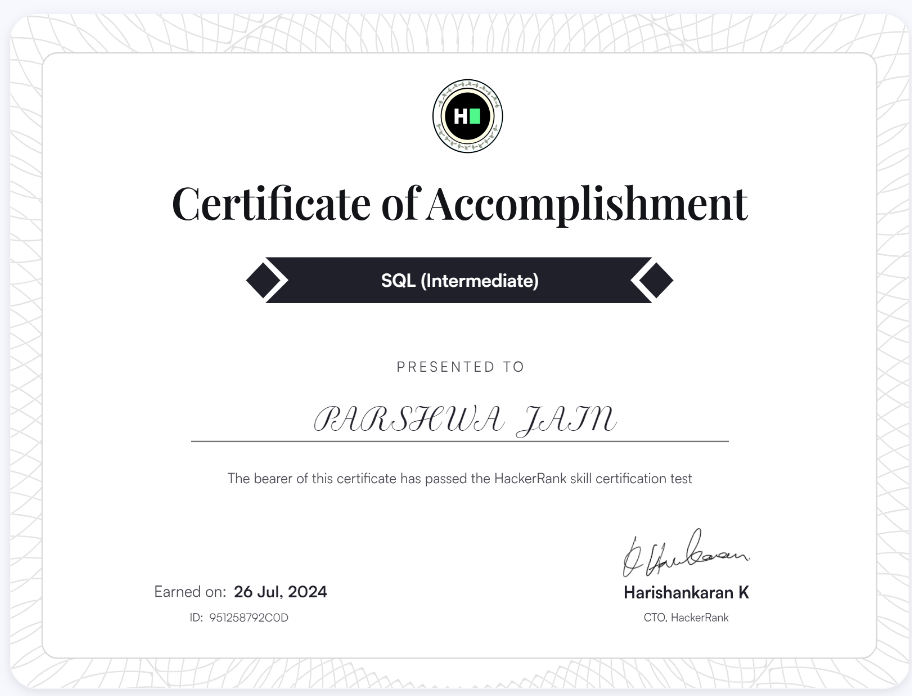 H
Certificate of Accomplishment
SQL (Intermediate)
PRESENTED TO
PARSHWA JAIN
The bearer of this certificate has passed the HackerRank skill certification test
Earned on: 26 Jul, 2024
ID: 951258792C0D
Harishankaran K
CTO, HackerRank